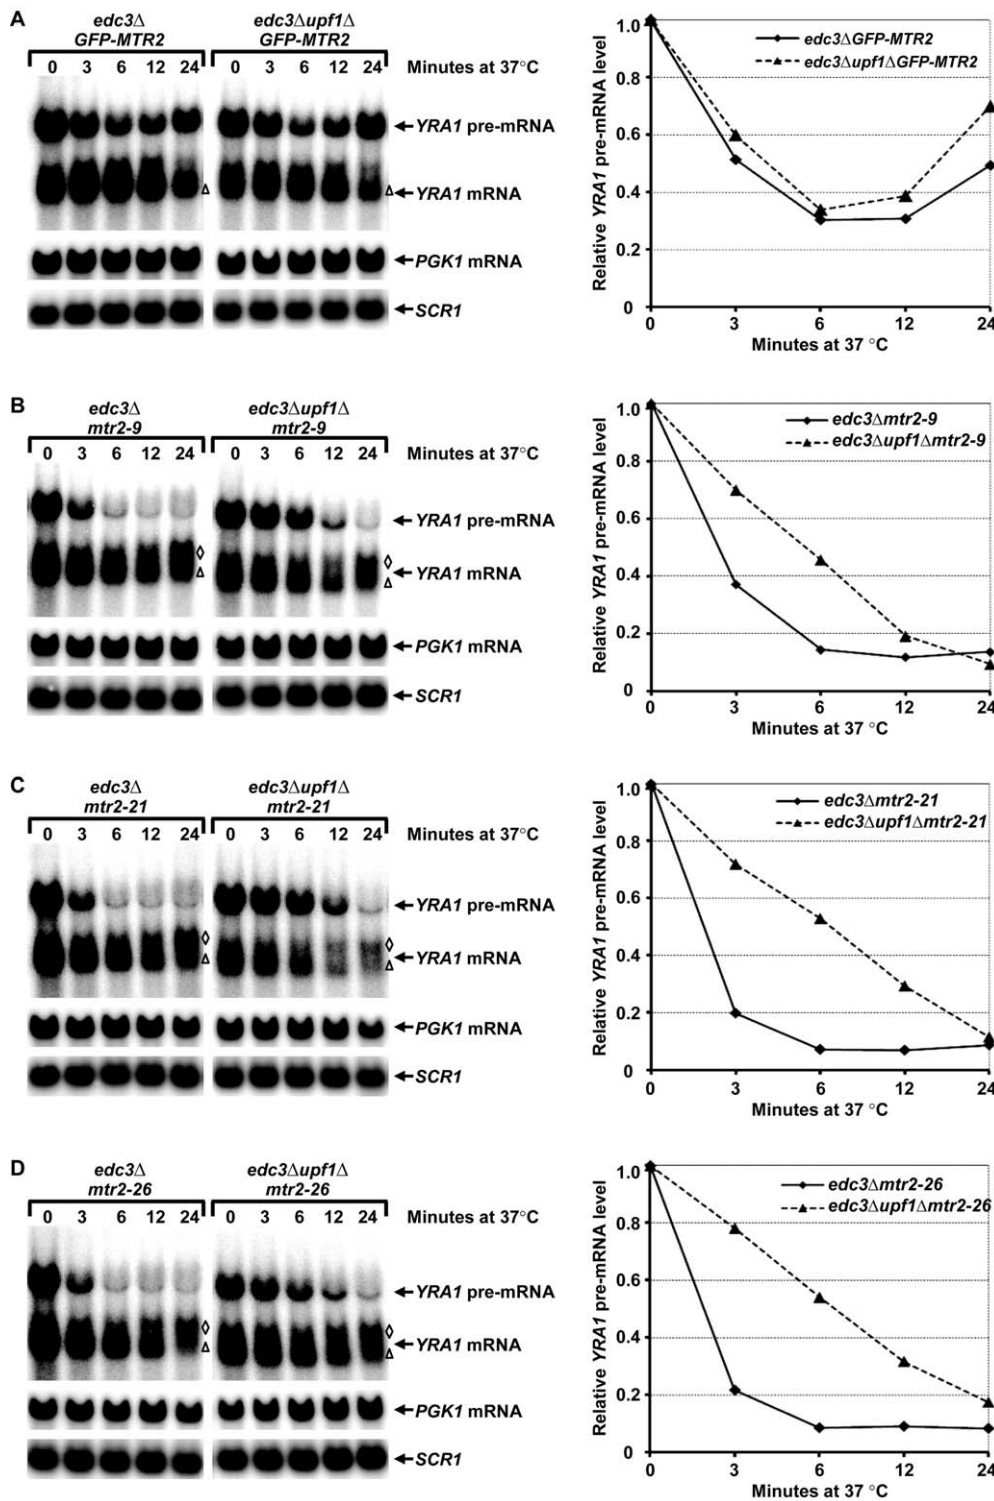 A
edc3Δ edc3Δupf1Δ
GFP-MTR2 GFP-MTR2
0 3 6 12 24 0 3 6 12 24 Minutes at 37°C
YRA1 pre-mRNA
Δ Δ YRA1 mRNA
PGK1 mRNA
SCR1
edc3ΔGFP-MTR2
edc3Δupf1ΔGFP-MTR2
Relative YRA1 pre-mRNA level
1.0
0.8
0.6
0.4
0.2
0
0 3 6 12 24
Minutes at 37 °C
B
edc3Δ edc3Δupf1Δ
mtr2-9 mtr2-9
0 3 6 12 24 0 3 6 12 24 Minutes at 37°C
YRA1 pre-mRNA
◊ ◊
Δ Δ YRA1 mRNA
PGK1 mRNA
SCR1
edc3Δmtr2-9
edc3Δupf1Δmtr2-9
Relative YRA1 pre-mRNA level
1.0
0.8
0.6
0.4
0.2
0
0 3 6 12 24
Minutes at 37 °C
C
edc3Δ edc3Δupf1Δ
mtr2-21 mtr2-21
0 3 6 12 24 0 3 6 12 24 Minutes at 37°C
YRA1 pre-mRNA
◊ ◊
Δ Δ YRA1 mRNA
PGK1 mRNA
SCR1
edc3Δmtr2-21
edc3Δupf1Δmtr2-21
Relative YRA1 pre-mRNA level
1.0
0.8
0.6
0.4
0.2
0
0 3 6 12 24
Minutes at 37 °C
D
edc3Δ edc3Δupf1Δ
mtr2-26 mtr2-26
0 3 6 12 24 0 3 6 12 24 Minutes at 37°C
YRA1 pre-mRNA
◊ ◊
Δ Δ YRA1 mRNA
PGK1 mRNA
SCR1
edc3Δmtr2-26
edc3Δupf1Δmtr2-26
Relative YRA1 pre-mRNA level
1.0
0.8
0.6
0.4
0.2
0
0 3 6 12 24
Minutes at 37 °C